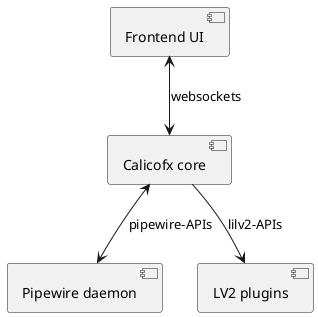 Frontend UI
websockets
Calicofx core
pipewire-APIs
lilv2-APIs
Pipewire daemon
LV2 plugins